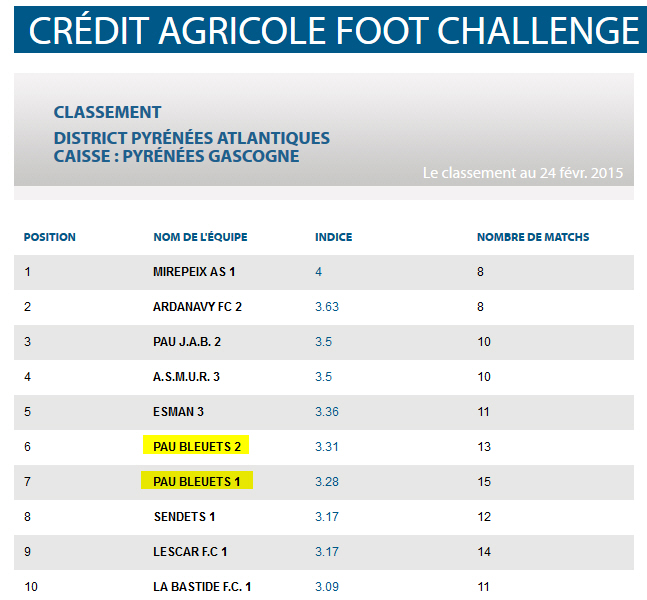 CRÉDIT AGRICOLE FOOT CHALLENGE
CLASSEMENT
DISTRICT PYRÉNÉES ATLANTIQUES
CAISSE : PYRÉNÉES GASCOGNE
Le classement au 24 févr. 2015
POSITION NOM DE L'ÉQUIPE INDICE NOMBRE DE MATCHS
1 MIREPEIX AS 1 4 8
2 ARDANAVY FC 2 3.63 8
3 PAU J.A.B. 2 3.5 10
4 A.S.M.U.R. 3 3.5 10
5 ESMAN 3 3.36 11
6 PAU BLEUETS 2 3.31 13
7 PAU BLEUETS 1 3.28 15
8 SENDETS 1 3.17 12
9 LESCAR F.C 1 3.17 14
10 LA BASTIDE F.C. 1 3.09 11